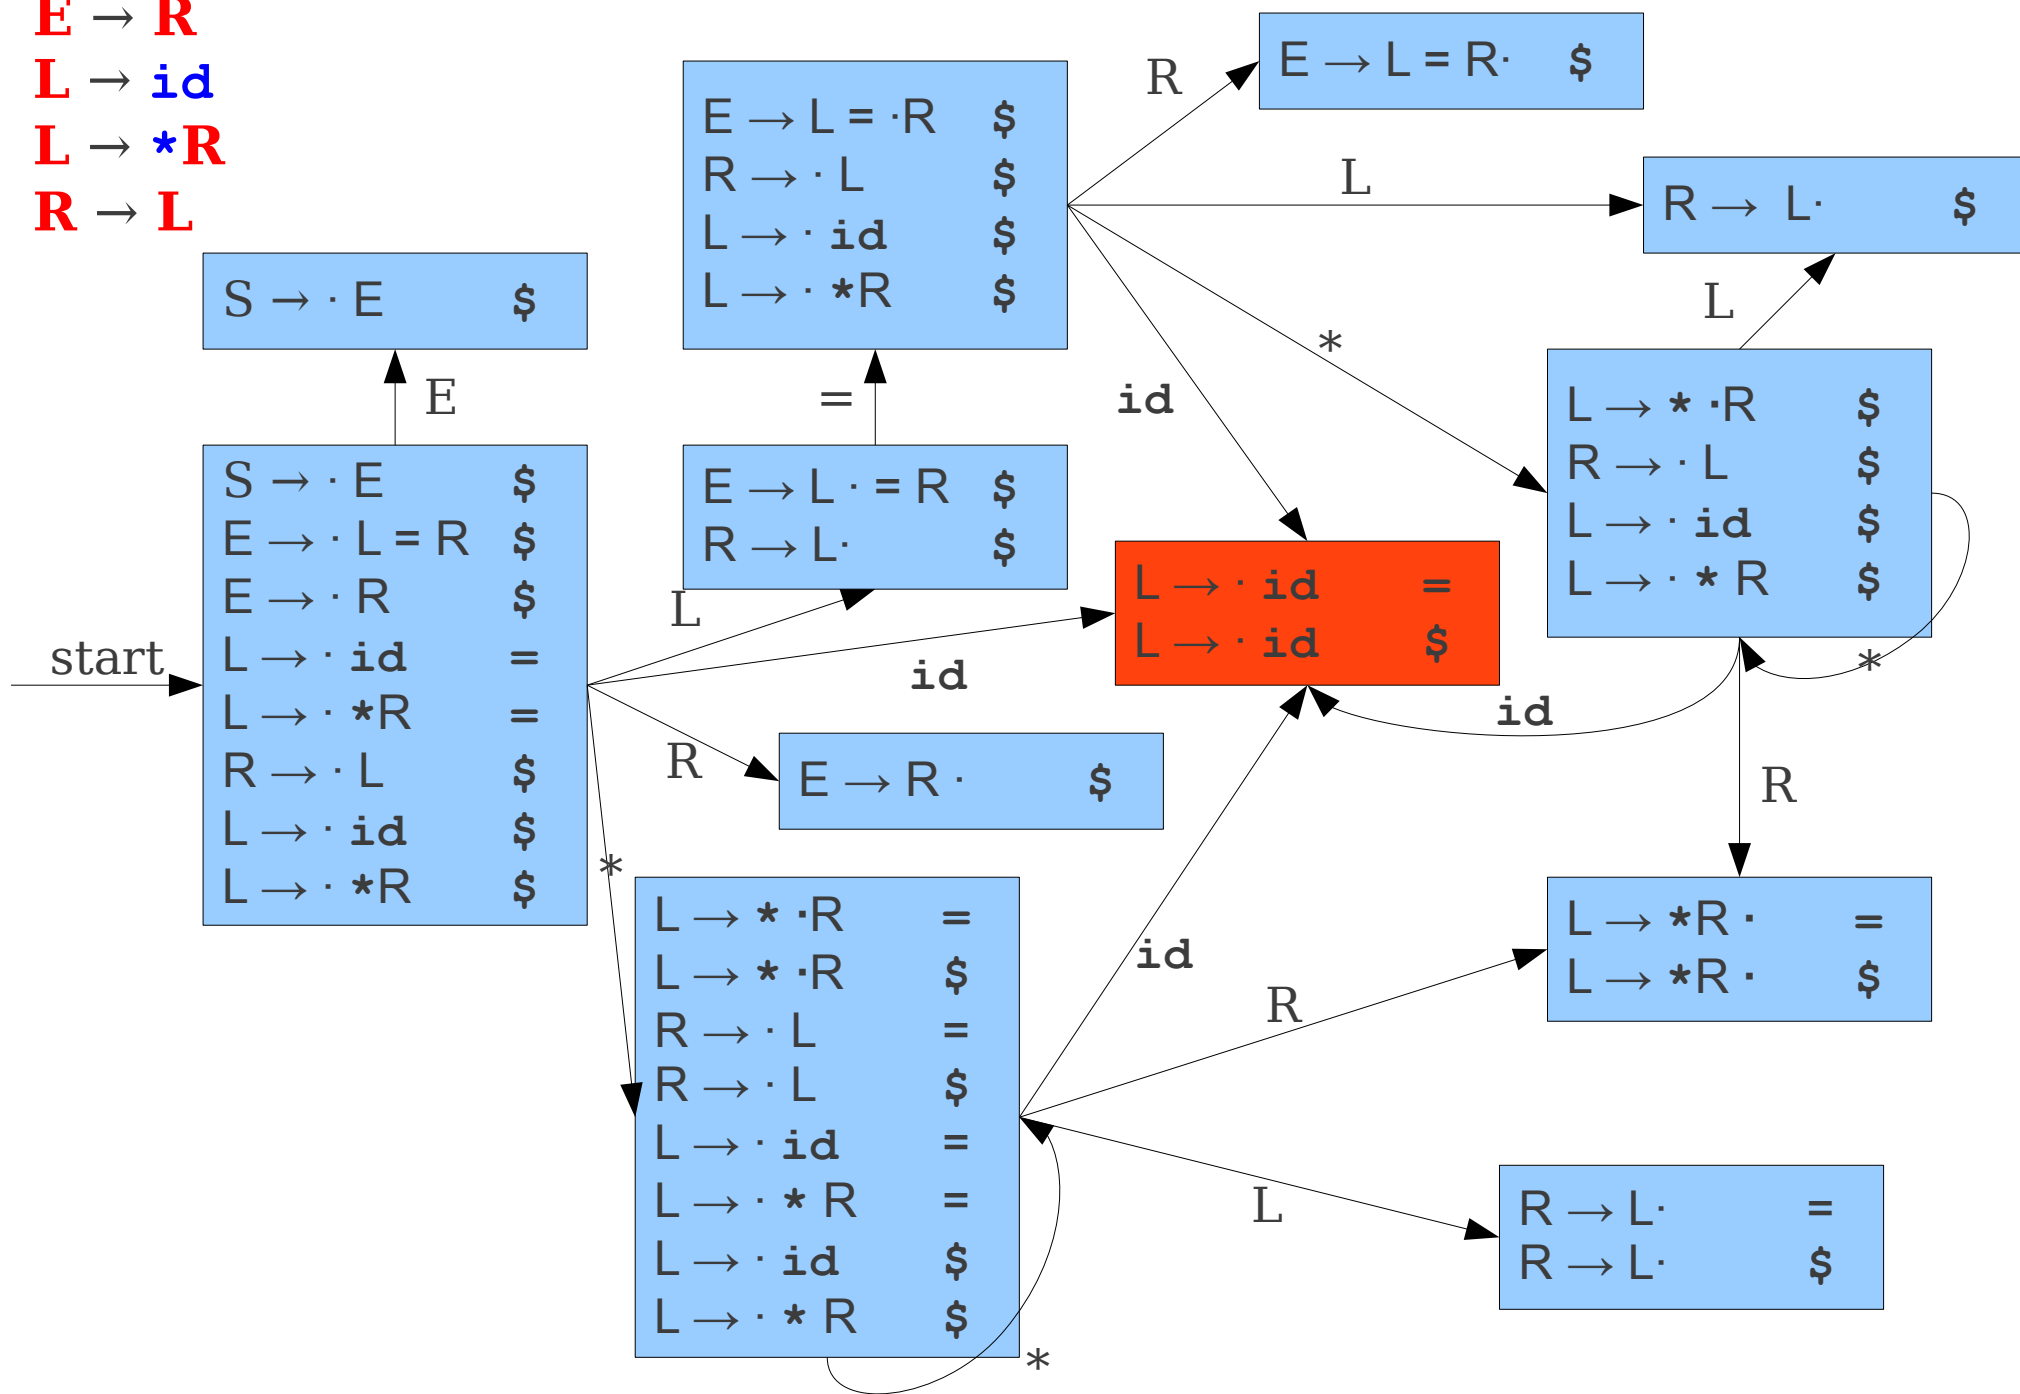 E → R
L → id
L → *R
R → L
S → · E $
E
start
S → · E $
E → · L = R $
E → · R $
L → · id =
L → · *R =
R → · L $
L → · id $
L → · *R $
E → L = ·R $
R → · L $
L → · id $
L → · *R $
=
E → L · = R $
R → L· $
L
id
R
*
R
E → L = R· $
L
R → L· $
*
id
L
L → * ·R $
R → · L $
L → · id $
L → · * R $
*
L → · id =
L → · id $
id
R
E → R · $
L → * ·R =
L → * ·R $
R → · L =
R → · L $
L → · id =
L → · * R =
L → · id $
L → · * R $
*
id
R
L
L → *R · =
L → *R · $
R → L· =
R → L· $